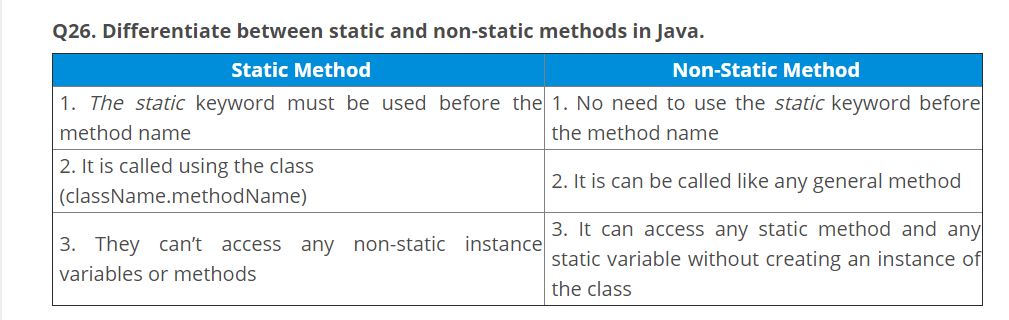 Q26. Differentiate between static and non-static methods in Java.
Static Method
Non-Static Method
1. The static keyword must be used before the
method name
1. No need to use the static keyword before
the method name
2. It is called using the class
(className.methodName)
2. It is can be called like any general method
3. They can't access any non-static instance
variables or methods
3. It can access any static method and any
static variable without creating an instance of
the class